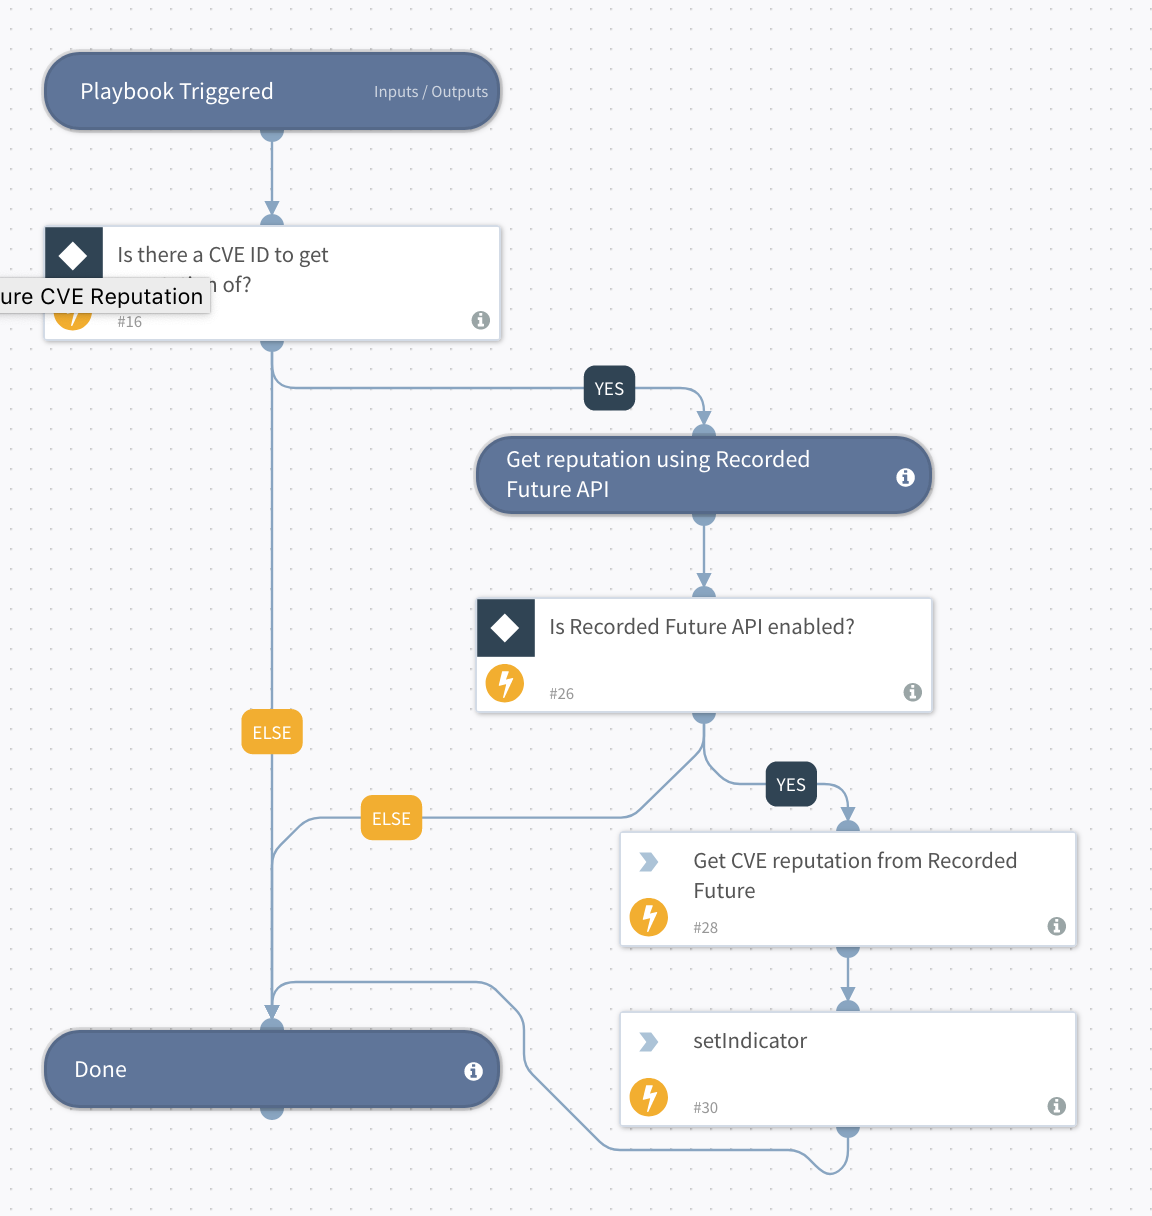 Playbook Triggered Inputs / Outputs
Is there a CVE ID to get
of?
ure CVE Reputation
#16
YES
Get reputation using Recorded
Future API
Is Recorded Future API enabled?
#26
ELSE
YES
ELSE
Get CVE reputation from Recorded
Future
#28
setIndicator
#30
Done